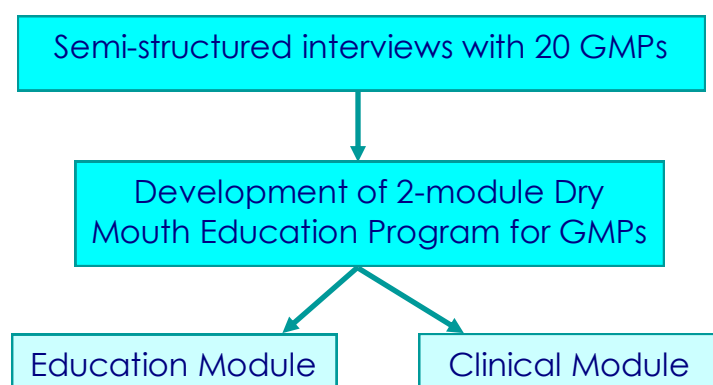 Semi-structured interviews with 20 GMPs
Development of 2-module Dry
Mouth Education Program for GMPs
Education Module
Clinical Module